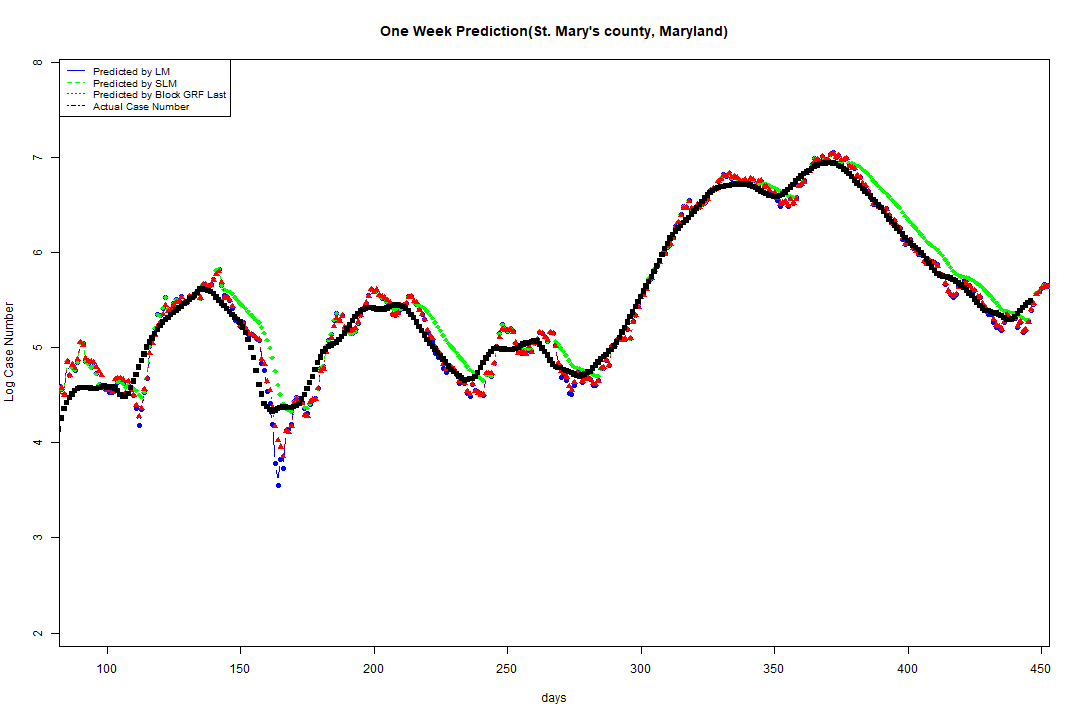 One Week Prediction(St. Mary's county, Maryland)
Predicted by LM
Predicted by SLM
Predicted by Block GRF Last
Actual Case Number
8
7
6
5
4
3
2
Log Case Number
100 150 200 250 300 350 400 450
days